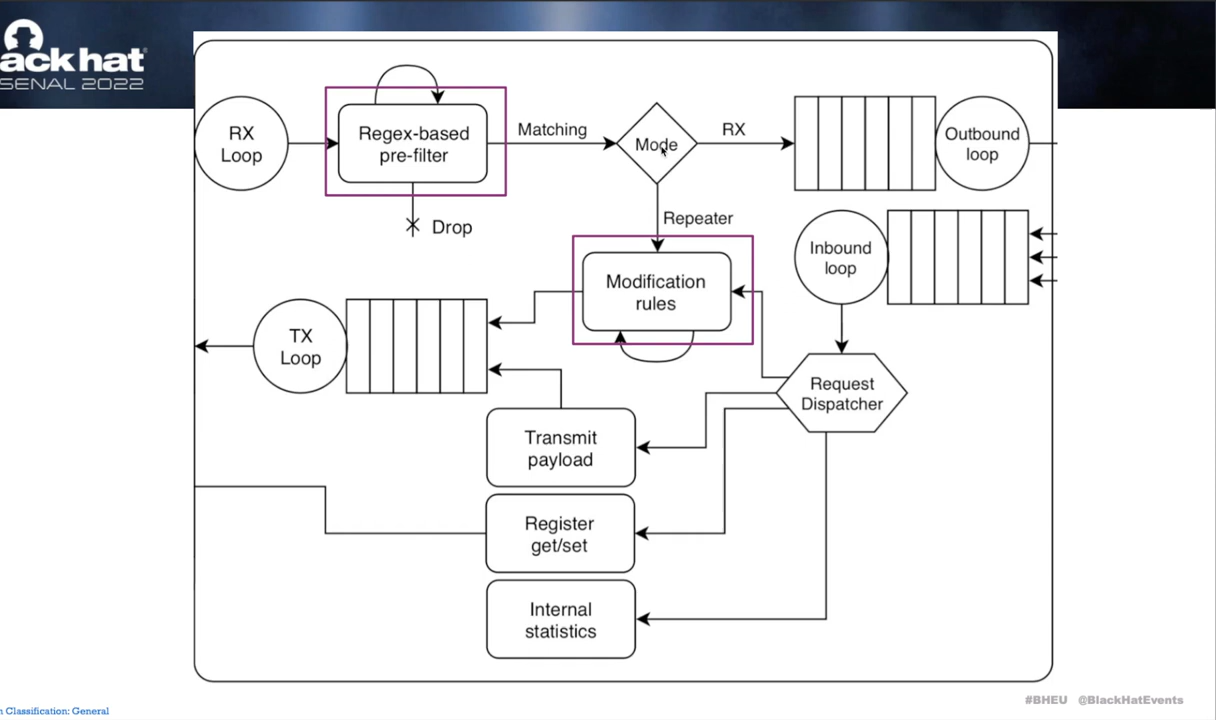 ack hat
SENAL 2022
RX
Loop
Regex-based
pre-filter
Matching
Mode
RX
Outbound
loop
Drop
Repeater
Inbound
loop
Modification
rules
TX
Loop
Request
Dispatcher
Transmit
payload
Register
get/set
Internal
statistics
#BHEU @BlackHatEvents
n Classification: General